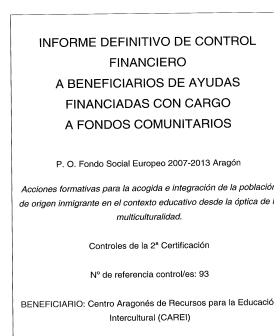 INFORME DEFINITIVO DE CONTROL
FINANCIERO
A BENEFICIARIOS DE AYUDAS
FINANCIADAS CON CARGO
A FONDOS COMUNITARIOS
P. O. Fondo Social Europeo 2007-2013 Aragón
Acciones formativas para la acogida e integración de la población
de origen inmigrante en el contexto educativo desde la óptica de l
multiculturalidad.
Controles de la 2ª Certificación
Nº de referencia control/es: 93
BENEFICIARIO: Centro Aragonés de Recursos para la Educació
Intercultural (CAREI)